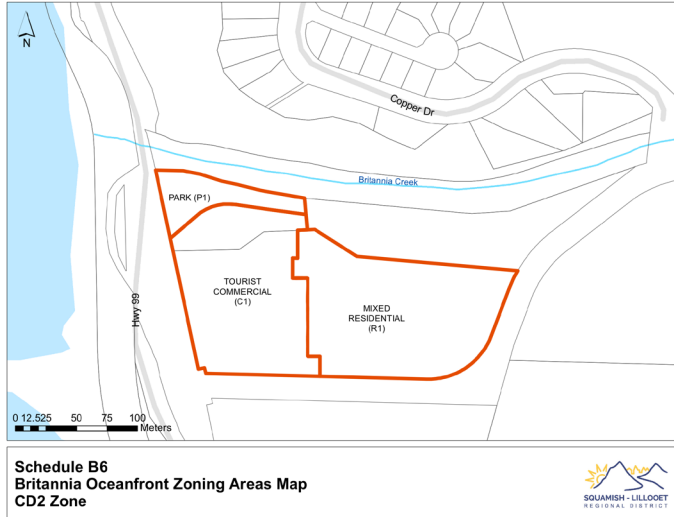 N
Copper Dr
Britannia Creek
PARK (P1)
TOURIST
COMMERCIAL
(C1)
MIXED
RESIDENTIAL
(R1)
Hwy 99
0 12.525 50 75 100
Meters
Schedule B6
Britannia Oceanfront Zoning Areas Map
CD2 Zone
SQUAMISH - LILLOOET
REGIONAL DISTRICT